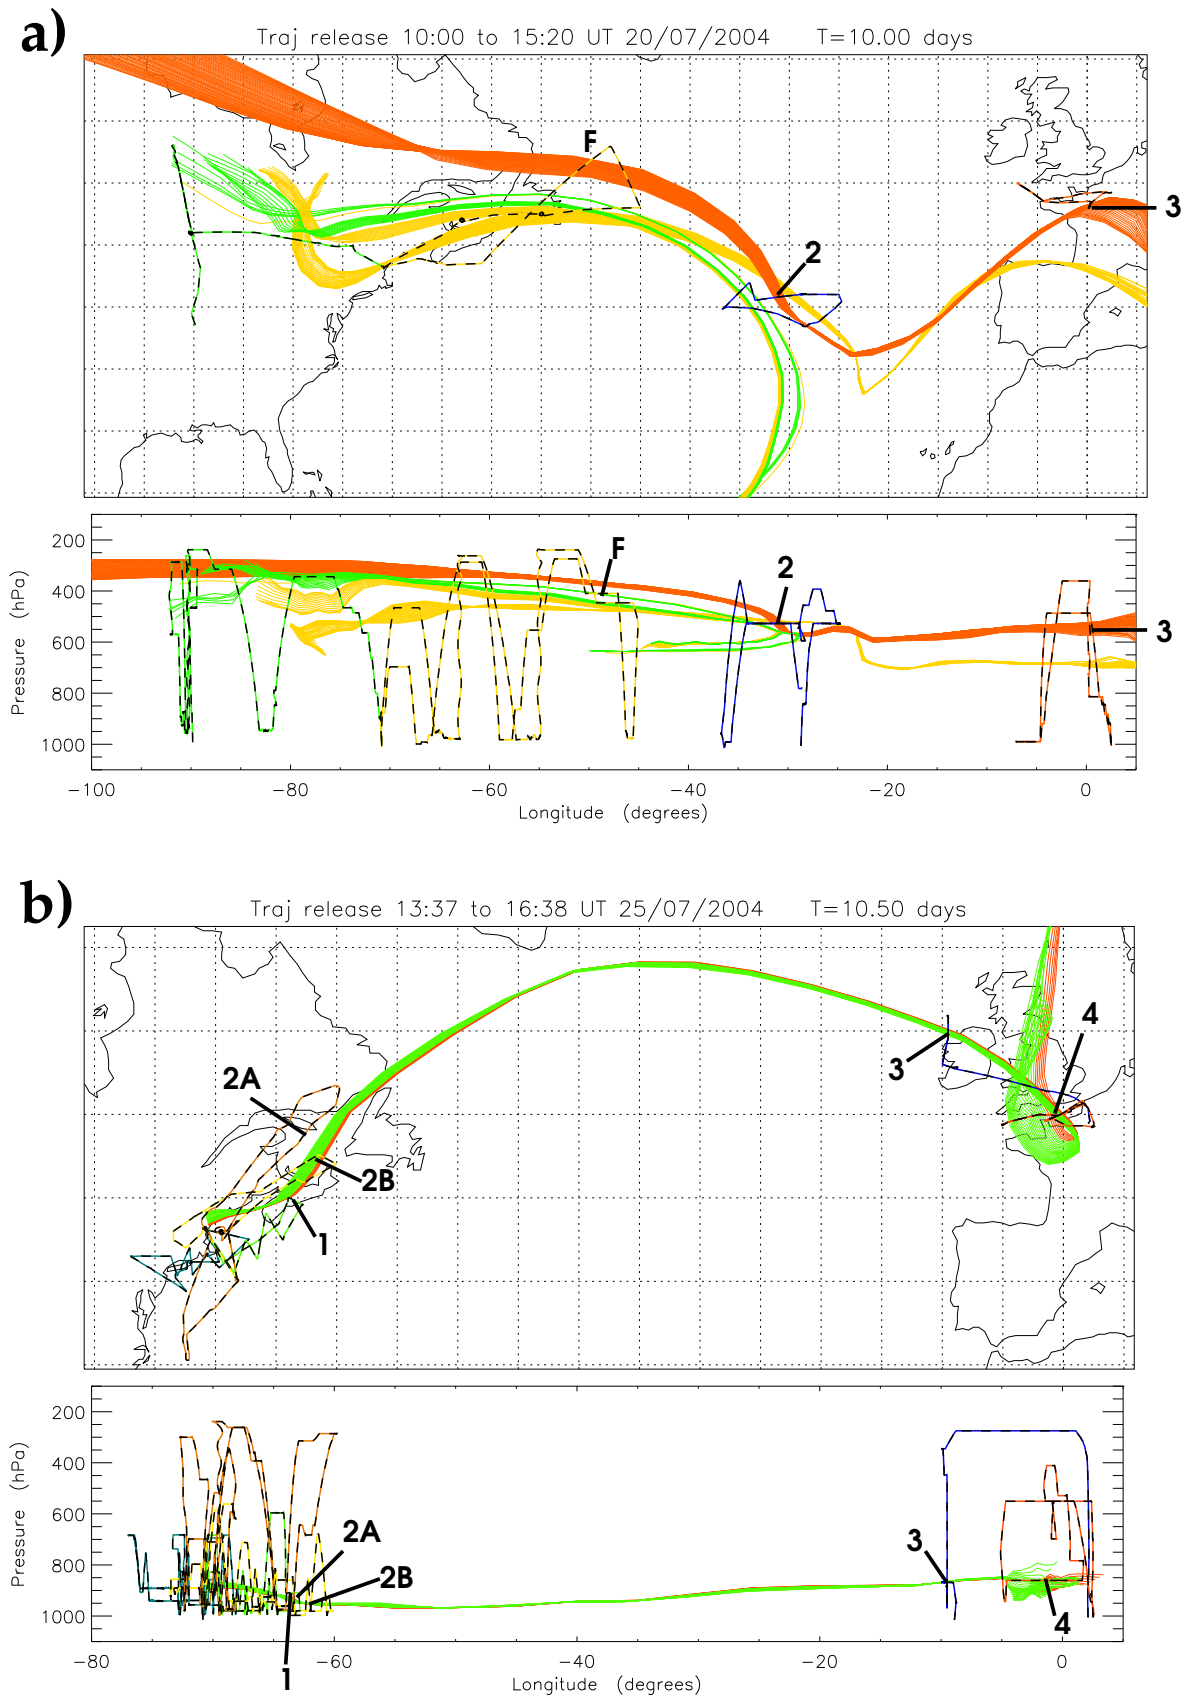 a)
Traj release 10:00 to 15:20 UT 20/07/2004 T=10.00 days
F
2
3
200
400
600
800
1000
Pressure (hPa)
F
2
3
-100
-80
-60
-40
-20
0
Longitude (degrees)
b)
Traj release 13:37 to 16:38 UT 25/07/2004 T=10.50 days
2A
2B
1
3
4
200
400
600
800
1000
Pressure (hPa)
2A
2B
1
3
4
-80
-60
-40
-20
0
Longitude (degrees)